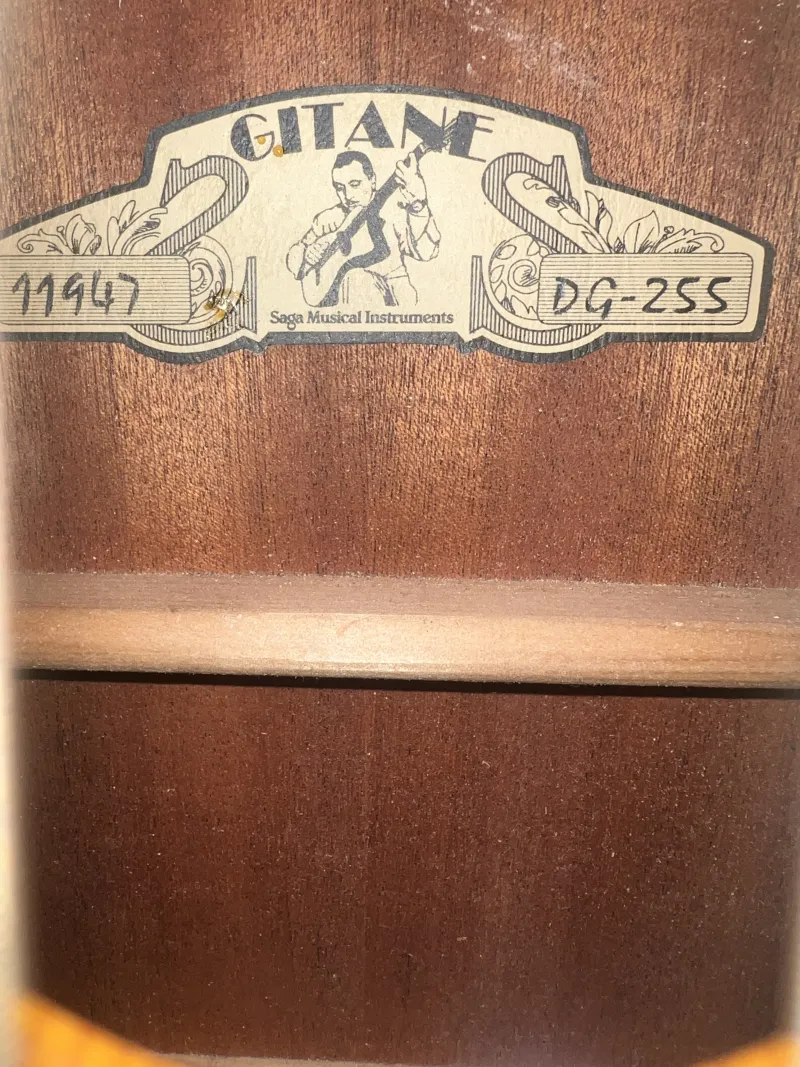 GITANE
11947
DG-255
Saga Musical Instruments